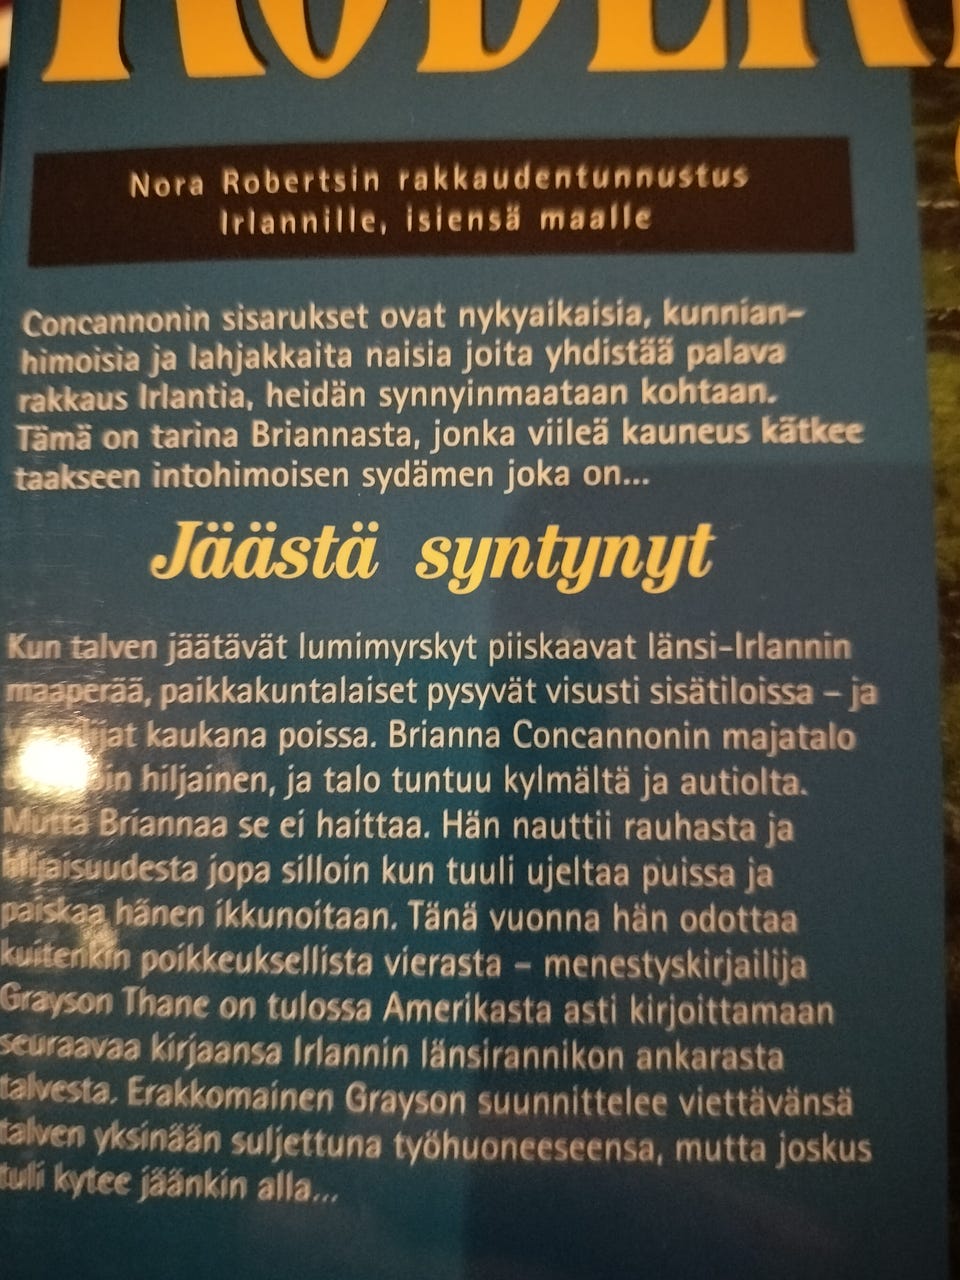 Nora Robertsin rakkaudentunnustus
Irlannille, isiensä maalle
Concannonin sisarukset ovat nykyaikaisia, kunnian-
himoisia ja lahjakkaita naisia joita yhdistää palava
rakkaus Irlantia, heidän synnyinmaataan kohtaan.
Tämä on tarina Briannasta, jonka viileä kauneus kätkee
taakseen intohimoisen sydämen joka on...
Jäästä syntynyt
Kun talven jäätävät lumimyrskyt piiskaavat länsi-Irlannin
maaperää, paikkakuntalaiset pysyvät visusti sisätiloissa – ja
kaukana poissa. Brianna Concannonin majatalo
hiljainen, ja talo tuntuu kylmältä ja autiolta.
Mutta Briannaa se ei haittaa. Hän nauttii rauhasta ja
hiljaisuudesta jopa silloin kun tuuli ujeltaa puissa ja
paiskaa hänen ikkunoitaan. Tänä vuonna hän odottaa
kuitenkin poikkeuksellista vierasta – menestyskirjailija
Grayson Thane on tulossa Amerikasta asti kirjoittamaan
seuraavaa kirjaansa Irlannin länsirannikon ankarasta
talvesta. Erakkomainen Grayson suunnittelee viettävänsä
talven yksinään suljettuna työhuoneeseensa, mutta joskus
tuli kytee jäänkin alla...